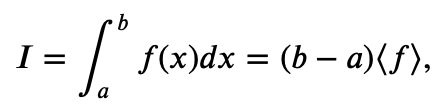 I = ∫_a^b f(x)dx = (b − a)⟨f⟩,